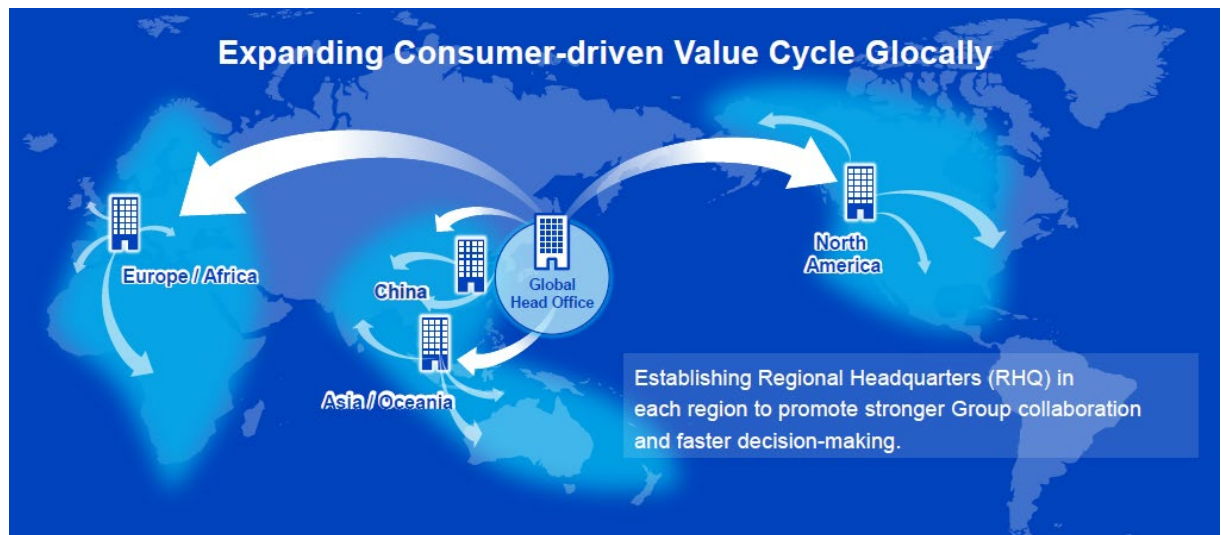 Expanding Consumer-driven Value Cycle Glocally
Europe / Africa
China
Global
Head Office
North
America
Asia / Oceania
Establishing Regional Headquarters (RHQ) in
each region to promote stronger Group collaboration
and faster decision-making.